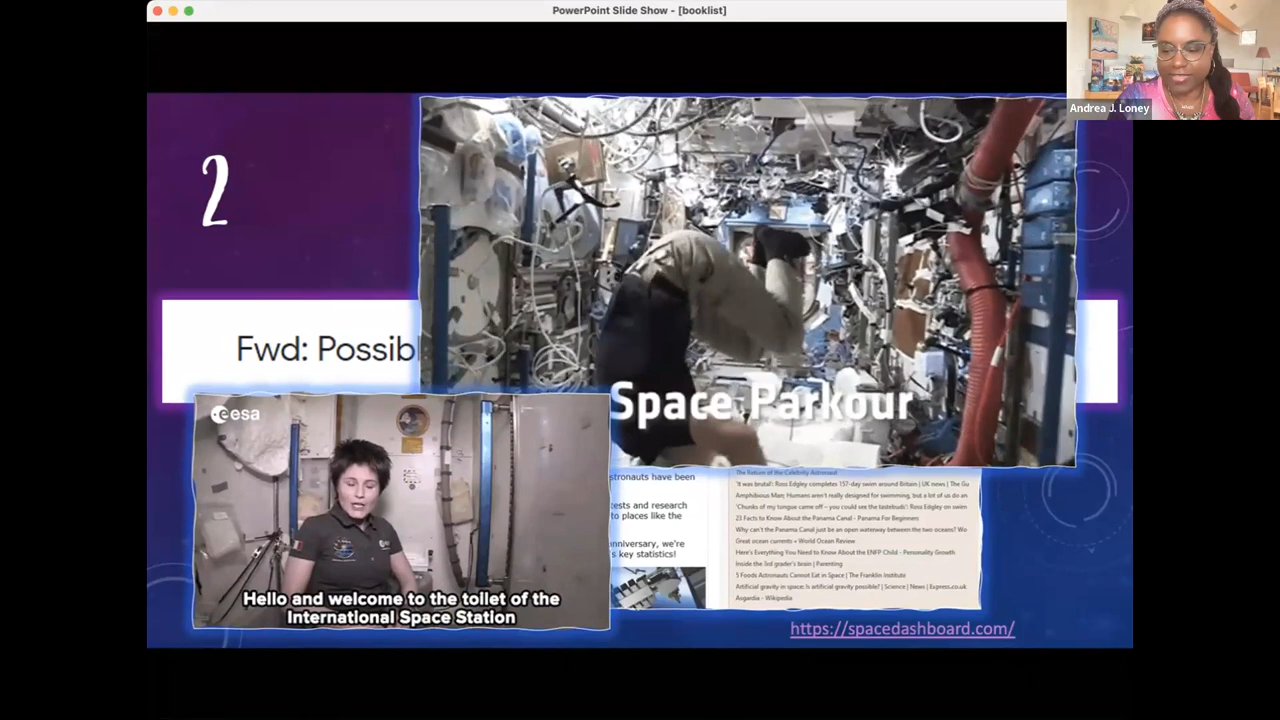 PowerPoint Slide Show - [booklist]
Andrea J. Loney
2
Fwd: Possib
Space Parkour
esa
Hello and welcome to the toilet of the
International Space Station
stronauts have been
ests and research
to places like the
nniversary, we're
's key statistics!
The Return of the Celebrity Astronaut
'It was brutal': Ross Edgley completes 157-day swim around Britain | UK news | The Gu
Amphibious Man: Humans aren't really designed for swimming, but a lot of us do an
'Chunks of my tongue came off – you could see the tastebuds': Ross Edgley on swim
23 Facts to Know About the Panama Canal - Panama For Beginners
Why can't the Panama Canal just be an open waterway between the two oceans? Wo
Great ocean currents « World Ocean Review
Here's Everything You Need to Know About the ENFP Child - Personality Growth
Inside the 3rd grader's brain | Parenting
5 Foods Astronauts Cannot Eat in Space | The Franklin Institute
Artificial gravity in space: Is artificial gravity possible? | Science | News | Express.co.uk
Asgardia - Wikipedia
https://spacedashboard.com/